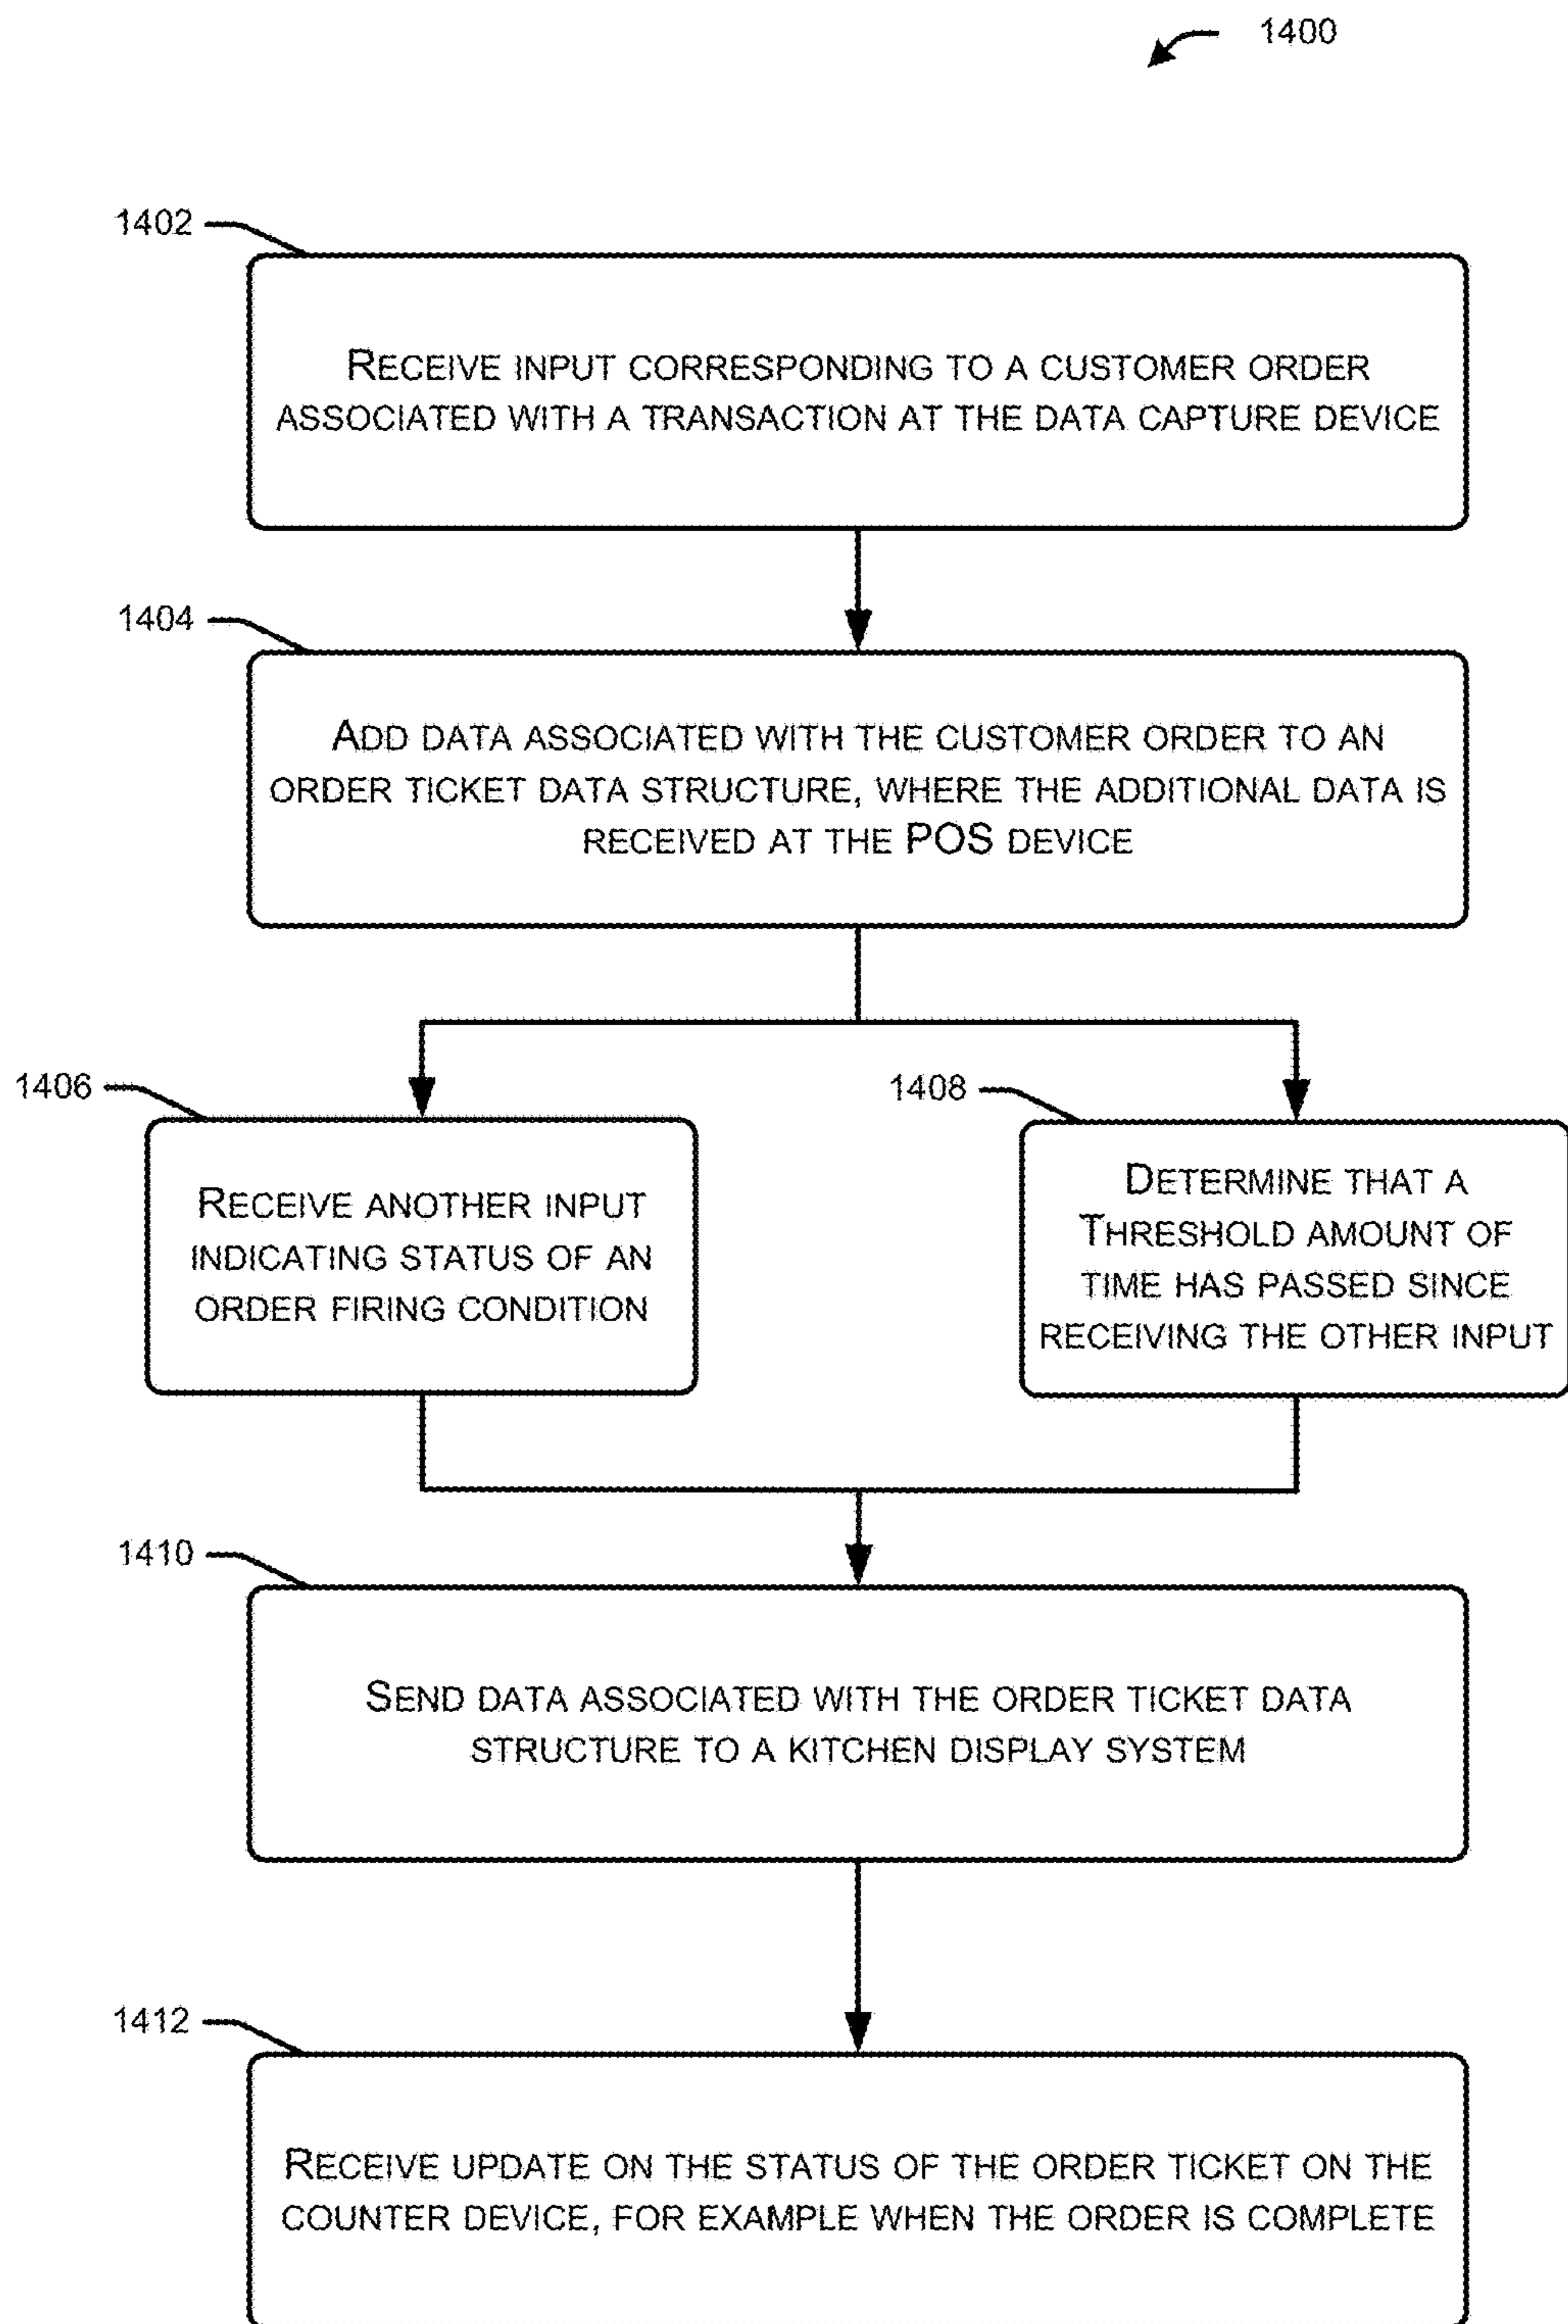 1400
1402
RECEIVE INPUT CORRESPONDING TO A CUSTOMER ORDER
ASSOCIATED WITH A TRANSACTION AT THE DATA CAPTURE DEVICE
1404
ADD DATA ASSOCIATED WITH THE CUSTOMER ORDER TO AN
ORDER TICKET DATA STRUCTURE, WHERE THE ADDITIONAL DATA IS
RECEIVED AT THE POS DEVICE
1406
RECEIVE ANOTHER INPUT
INDICATING STATUS OF AN
ORDER FIRING CONDITION
1408
DETERMINE THAT A
THRESHOLD AMOUNT OF
TIME HAS PASSED SINCE
RECEIVING THE OTHER INPUT
1410
SEND DATA ASSOCIATED WITH THE ORDER TICKET DATA
STRUCTURE TO A KITCHEN DISPLAY SYSTEM
1412
RECEIVE UPDATE ON THE STATUS OF THE ORDER TICKET ON THE
COUNTER DEVICE, FOR EXAMPLE WHEN THE ORDER IS COMPLETE